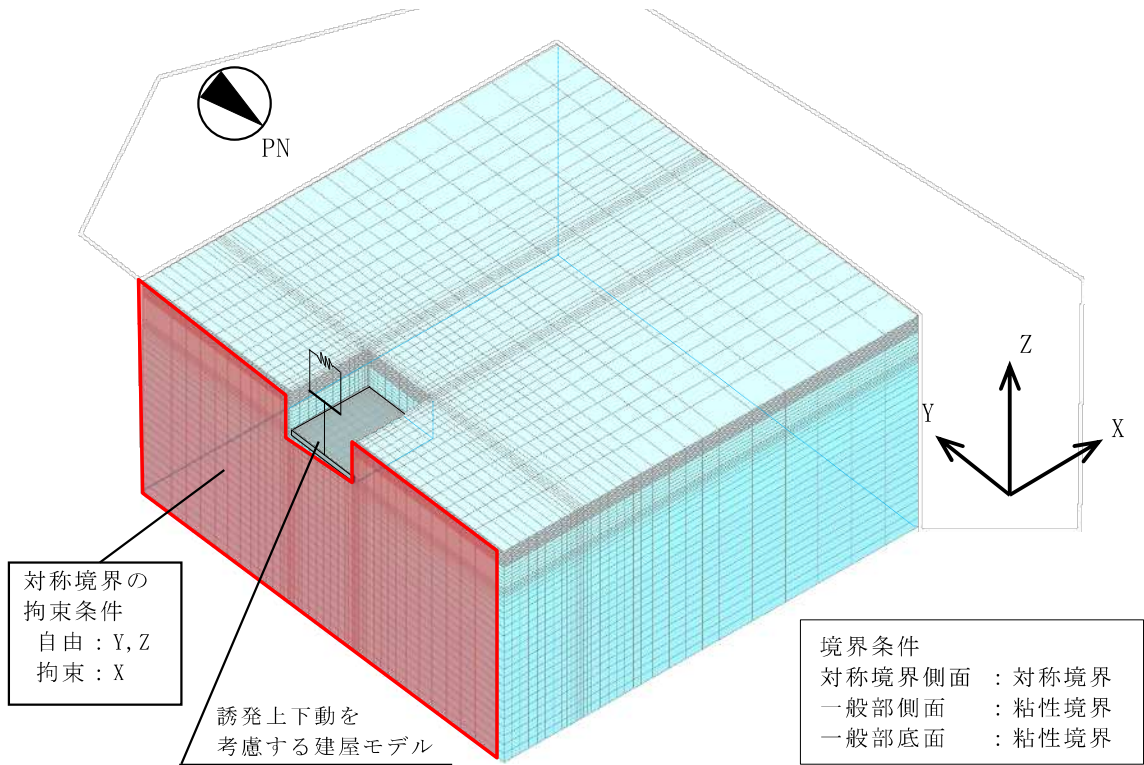 PN
Z
Y
X
対称境界の
拘束条件
自由：Y,Z
拘束：X
誘発上下動を
考慮する建屋モデル
境界条件
対称境界側面 ：対称境界
一般部側面 ：粘性境界
一般部底面 ：粘性境界